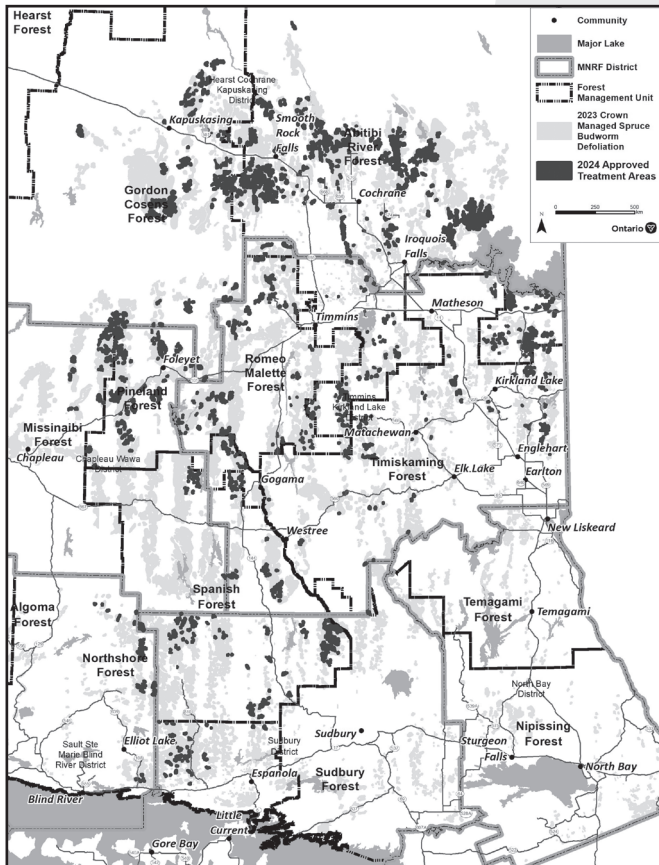 Hearst
Forest
Community
Major Lake
MNRF District
Forest
Management Unit
2023 Crown
Managed Spruce
Budworm
Defoliation
2024 Approved
Treatment Areas
0 250 500
km
N
Ontario
Hearst Cochrane
Kapuskasing
District
Kapuskasing
Smooth
Rock
Falls
Abitibi
River
Forest
Gordon
Cosens
Forest
Cochrane
Iroquois
Falls
Timmins
Matheson
Foleyet
Romeo
Malette
Forest
Pineland
Forest
Kirkland Lake
Timmins
Kirkland Lake
District
Missinaibi
Forest
Chapleau
Chapleau Wawa
District
Matachewan
Timiskaming
Forest
Englehart
Elk Lake
Earlton
Gogama
Westree
New Liskeard
Spanish
Forest
Algoma
Forest
Temagami
Forest
Temagami
Northshore
Forest
North Bay
District
Nipissing
Forest
Elliot Lake
Sault Ste
Marie Blind
River District
Sudbury
District
Sudbury
Sturgeon
Falls
North Bay
Espanola
Sudbury
Forest
Blind River
Little
Current
Gore Bay